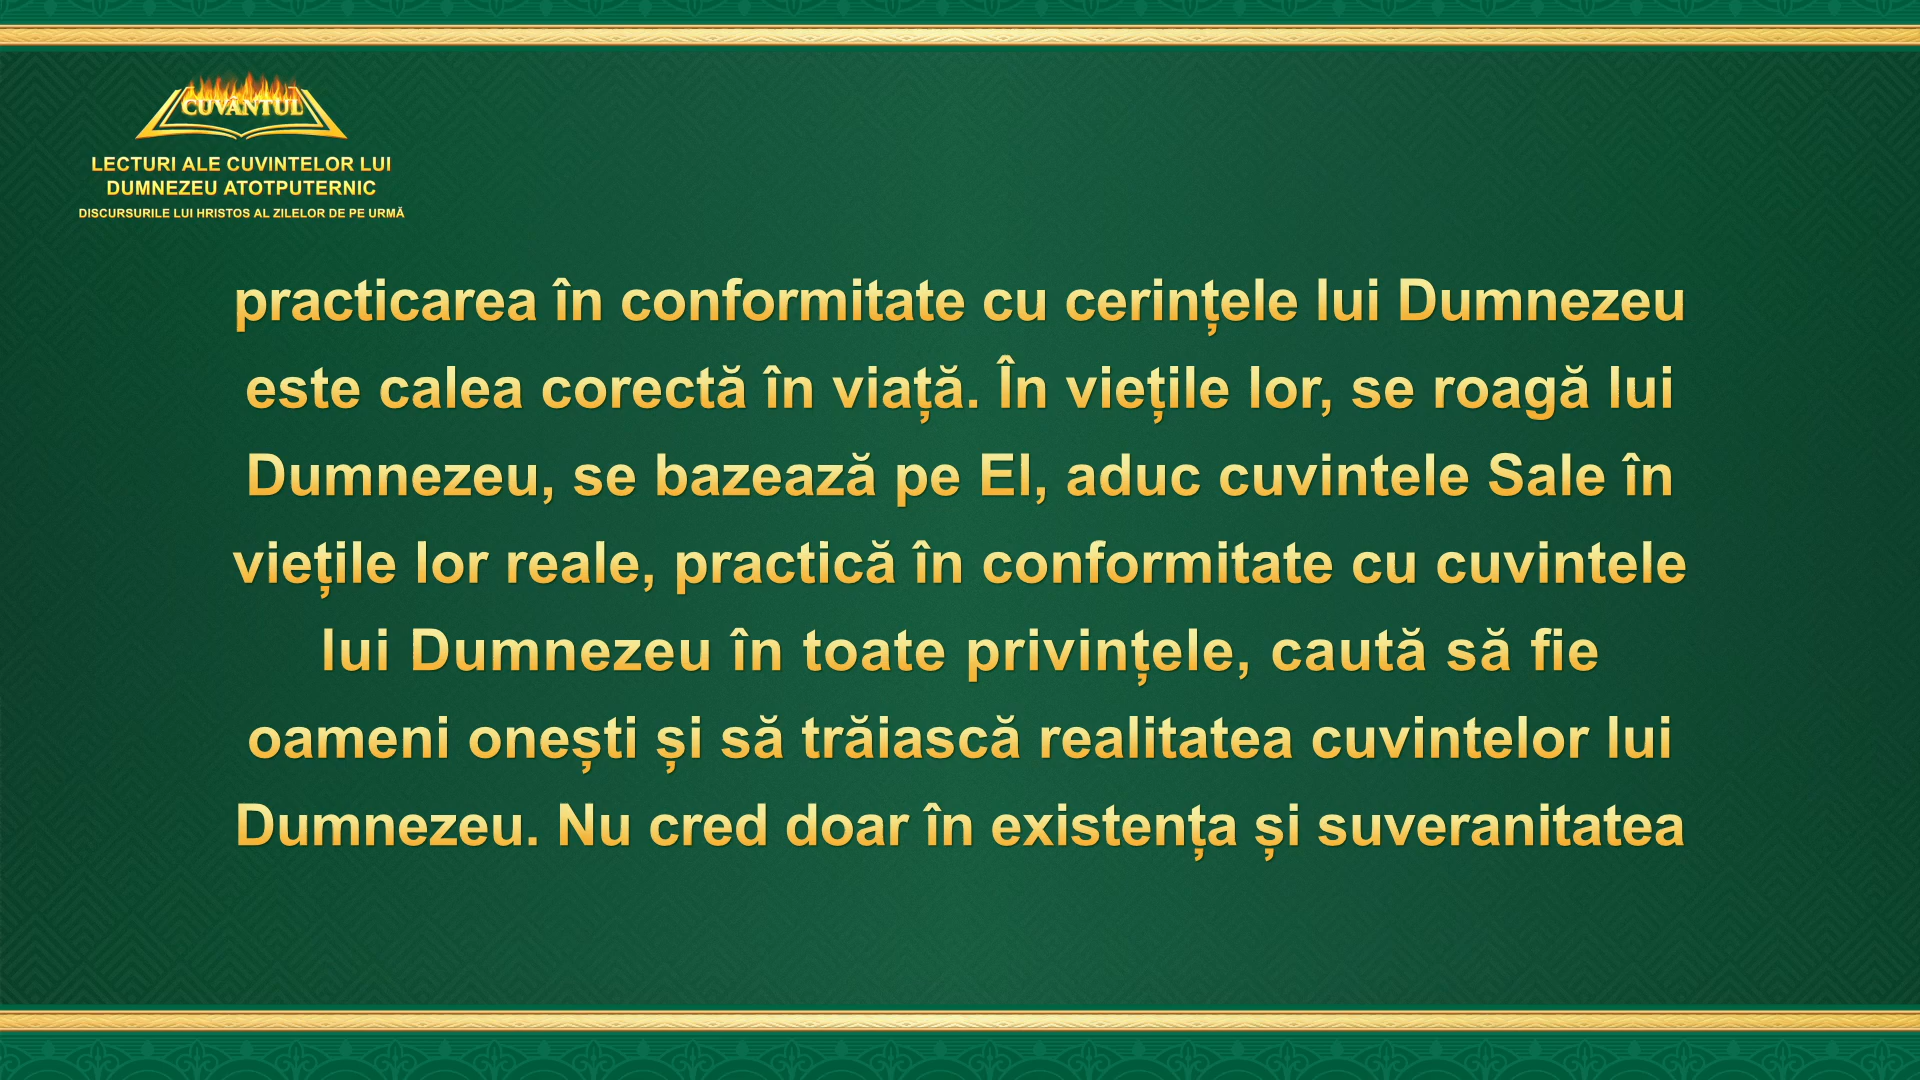 CUVÂNTUL
LECTURI ALE CUVINTELOR LUI
DUMNEZEU ATOTPUTERNIC
DISCURSURILE LUI HRISTOS AL ZILELOR DE PE URMĂ
practicarea în conformitate cu cerințele lui Dumnezeu
este calea corectă în viață. În viețile lor, se roagă lui
Dumnezeu, se bazează pe El, aduc cuvintele Sale în
viețile lor reale, practică în conformitate cu cuvintele
lui Dumnezeu în toate privințele, caută să fie
oameni onești și să trăiască realitatea cuvintelor lui
Dumnezeu. Nu cred doar în existența și suveranitatea